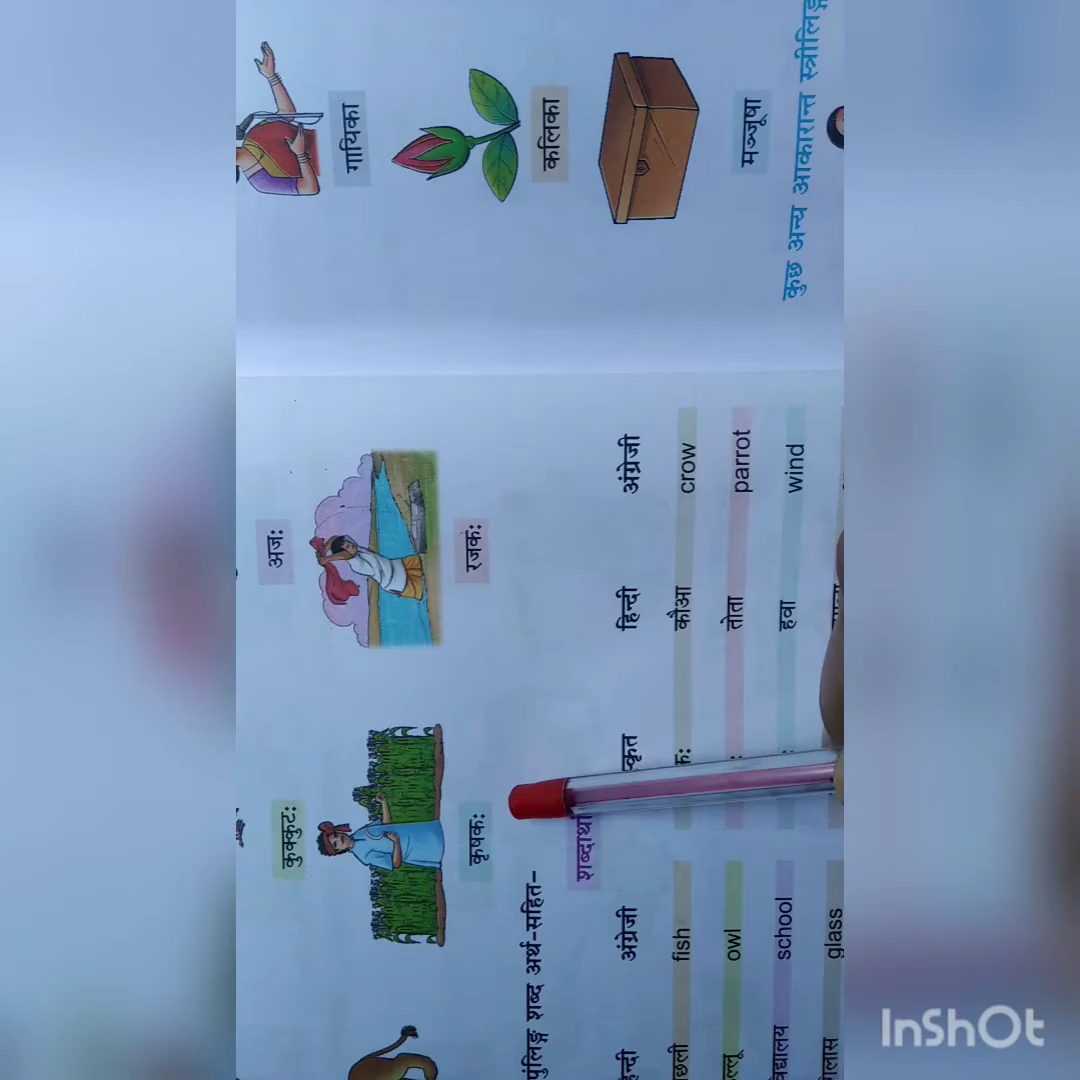 कुक्कुटः अजः
कृषकः रजकः
पुंलिङ्ग शब्द अर्थ-सहित-
शब्दार्था
अंग्रेजी हिन्दी अंग्रेजी
fish कौआ crow
owl तोता parrot
school हवा wind
glass
गायिका
कलिका
मञ्जूषा
कुछ अन्य आकारान्त स्त्रीलिङ्ग
InShOt